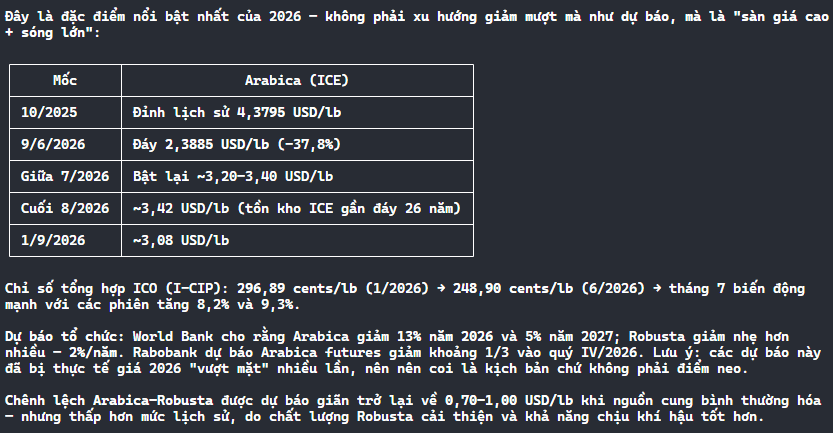 Đây là đặc điểm nổi bật nhất của 2026 — không phải xu hướng giảm mượt mà như dự báo, mà là "sàn giá cao
+ sóng lớn":
Mốc Arabica (ICE)
10/2025 Đỉnh lịch sử 4,3795 USD/lb
9/6/2026 Đáy 2,3885 USD/lb (-37,8%)
Giữa 7/2026 Bật lại ~3,20-3,40 USD/lb
Cuối 8/2026 ~3,42 USD/lb (tồn kho ICE gần đáy 26 năm)
1/9/2026 ~3,08 USD/lb
Chỉ số tổng hợp ICO (I-CIP): 296,89 cents/lb (1/2026) → 248,90 cents/lb (6/2026) → tháng 7 biến động
mạnh với các phiên tăng 8,2% và 9,3%.
Dự báo tổ chức: World Bank cho rằng Arabica giảm 13% năm 2026 và 5% năm 2027; Robusta giảm nhẹ hơn
nhiều — 2%/năm. Rabobank dự báo Arabica futures giảm khoảng 1/3 vào quý IV/2026. Lưu ý: các dự báo này
đã bị thực tế giá 2026 "vượt mặt" nhiều lần, nên nên coi là kịch bản chứ không phải điểm neo.
Chênh lệch Arabica-Robusta được dự báo giãn trở lại về 0,70-1,00 USD/lb khi nguồn cung bình thường hóa
— nhưng thấp hơn mức lịch sử, do chất lượng Robusta cải thiện và khả năng chịu khí hậu tốt hơn.